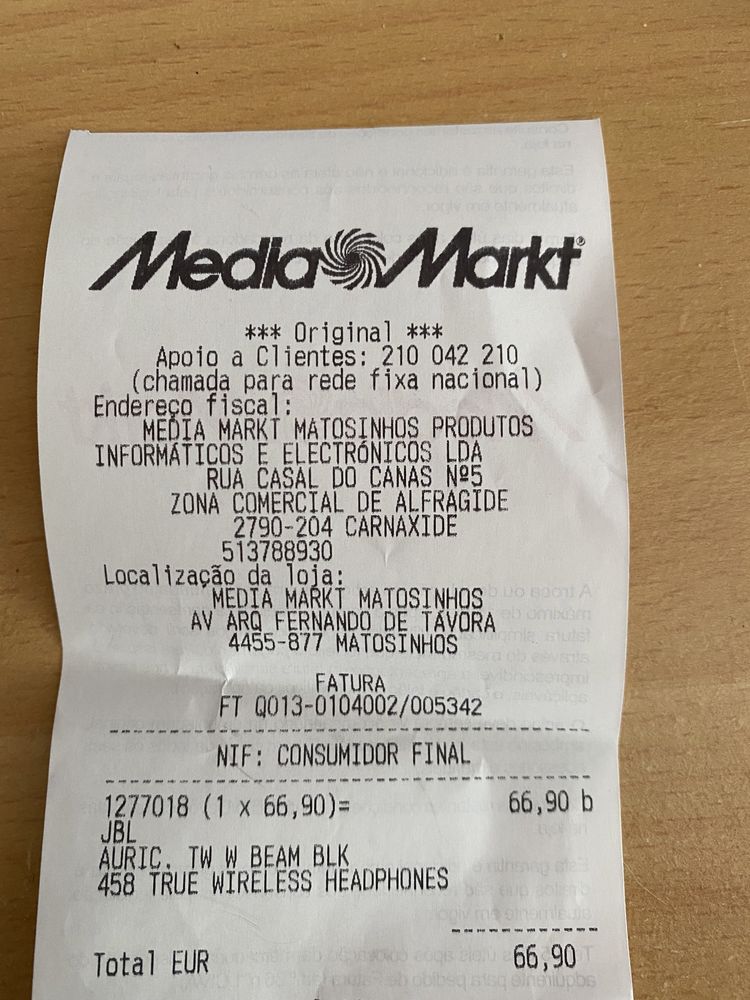 Media Markt®
*** Original ***
Apoio a Clientes: 210 042 210
(chamada para rede fixa nacional)
Endereço fiscal:
MEDIA MARKT MATOSINHOS PRODUTOS
INFORMÁTICOS E ELECTRÓNICOS LDA
RUA CASAL DO CANAS Nº5
ZONA COMERCIAL DE ALFRAGIDE
2790-204 CARNAXIDE
513788930
Localização da loja:
MEDIA MARKT MATOSINHOS
AV ARQ FERNANDO DE TÁVORA
4455-877 MATOSINHOS
FATURA
FT Q013-0104002/005342
NIF: CONSUMIDOR FINAL
1277018 (1 x 66,90)= 66,90 b
JBL
AURIC. TW W BEAM BLK
458 TRUE WIRELESS HEADPHONES
Total EUR 66,90